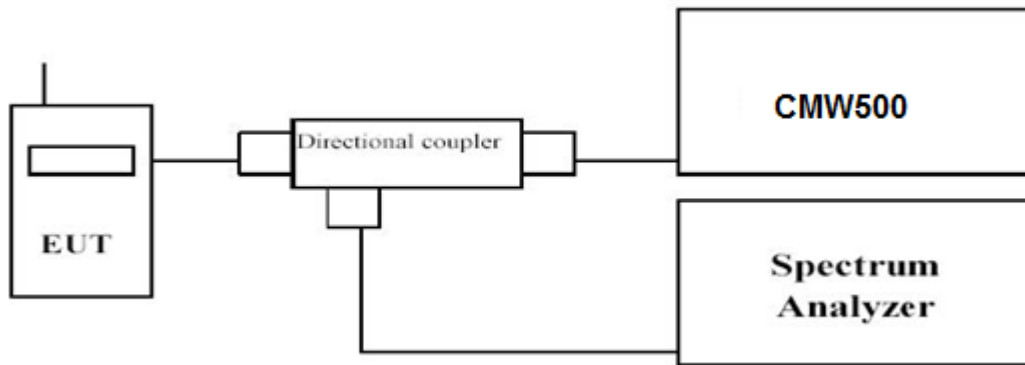 EUT
Directional coupler
CMW500
Spectrum
Analyzer